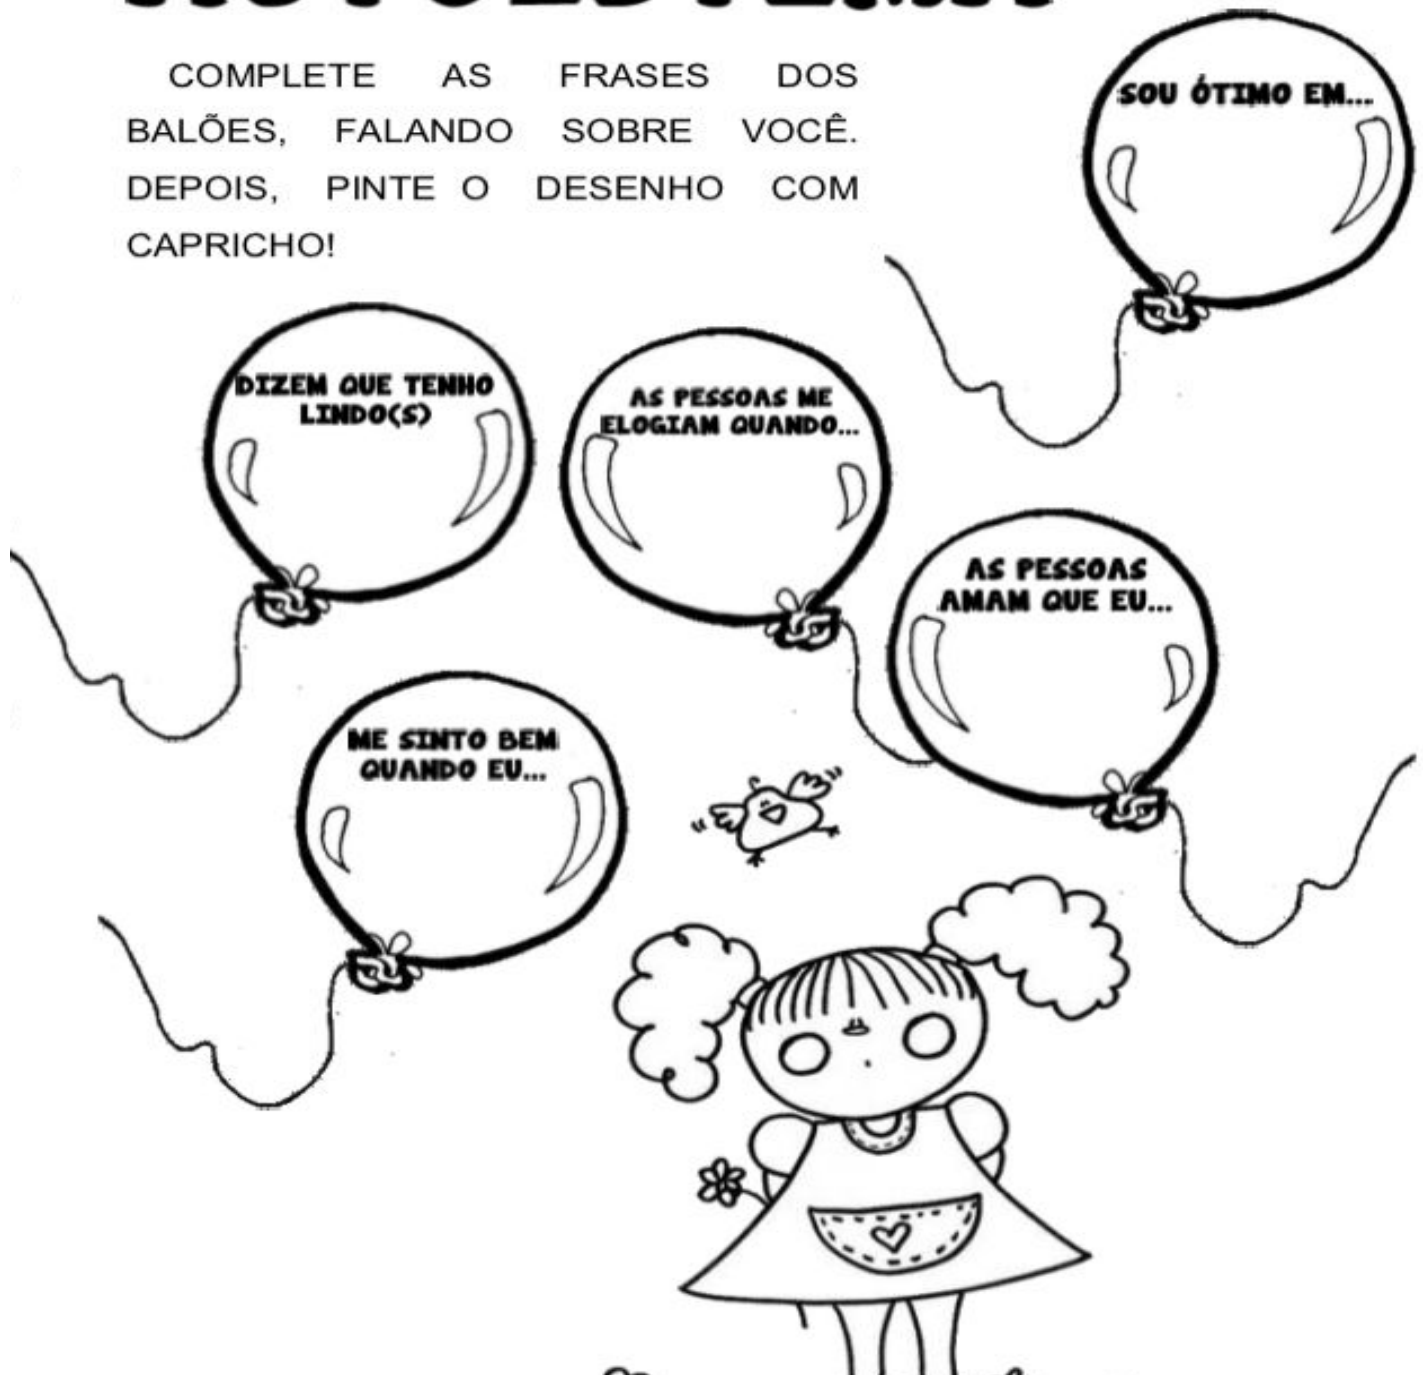 COMPLETE AS FRASES DOS
BALÕES, FALANDO SOBRE VOCÊ.
DEPOIS, PINTE O DESENHO COM
CAPRICHO!
SOU ÓTIMO EM...
DIZEM QUE TENHO
LINDO(S)
AS PESSOAS ME
ELOGIAM QUANDO...
AS PESSOAS
AMAM QUE EU...
ME SINTO BEM
QUANDO EU...